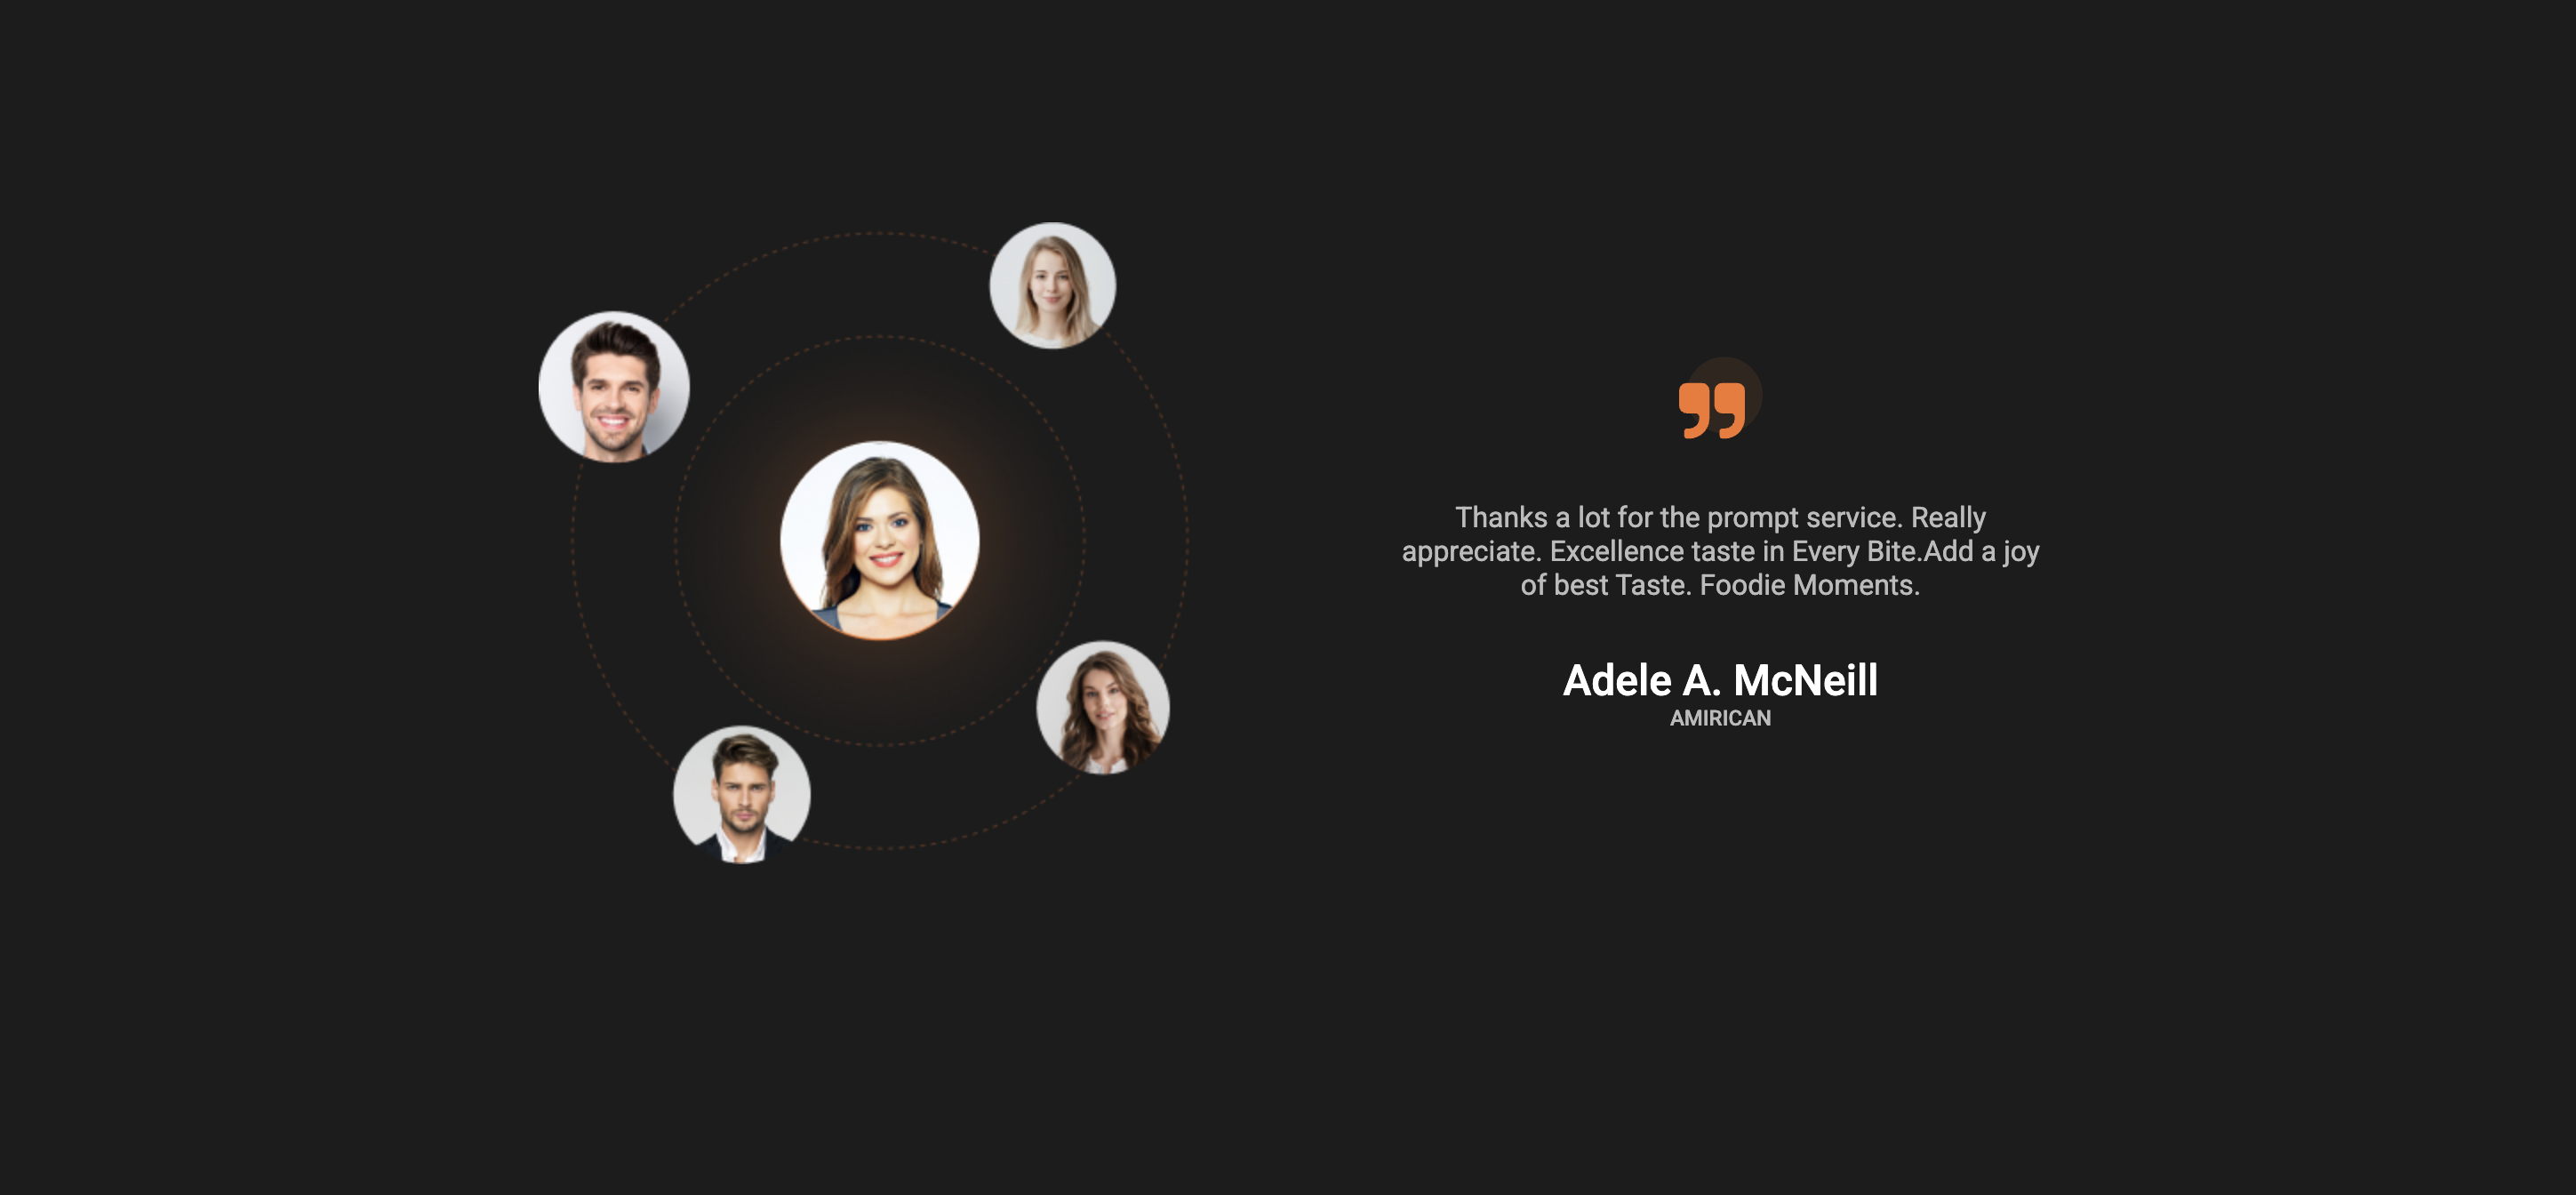 Thanks a lot for the prompt service. Really
appreciate. Excellence taste in Every Bite.Add a joy
of best Taste. Foodie Moments.
Adele A. McNeill
AMIRICAN